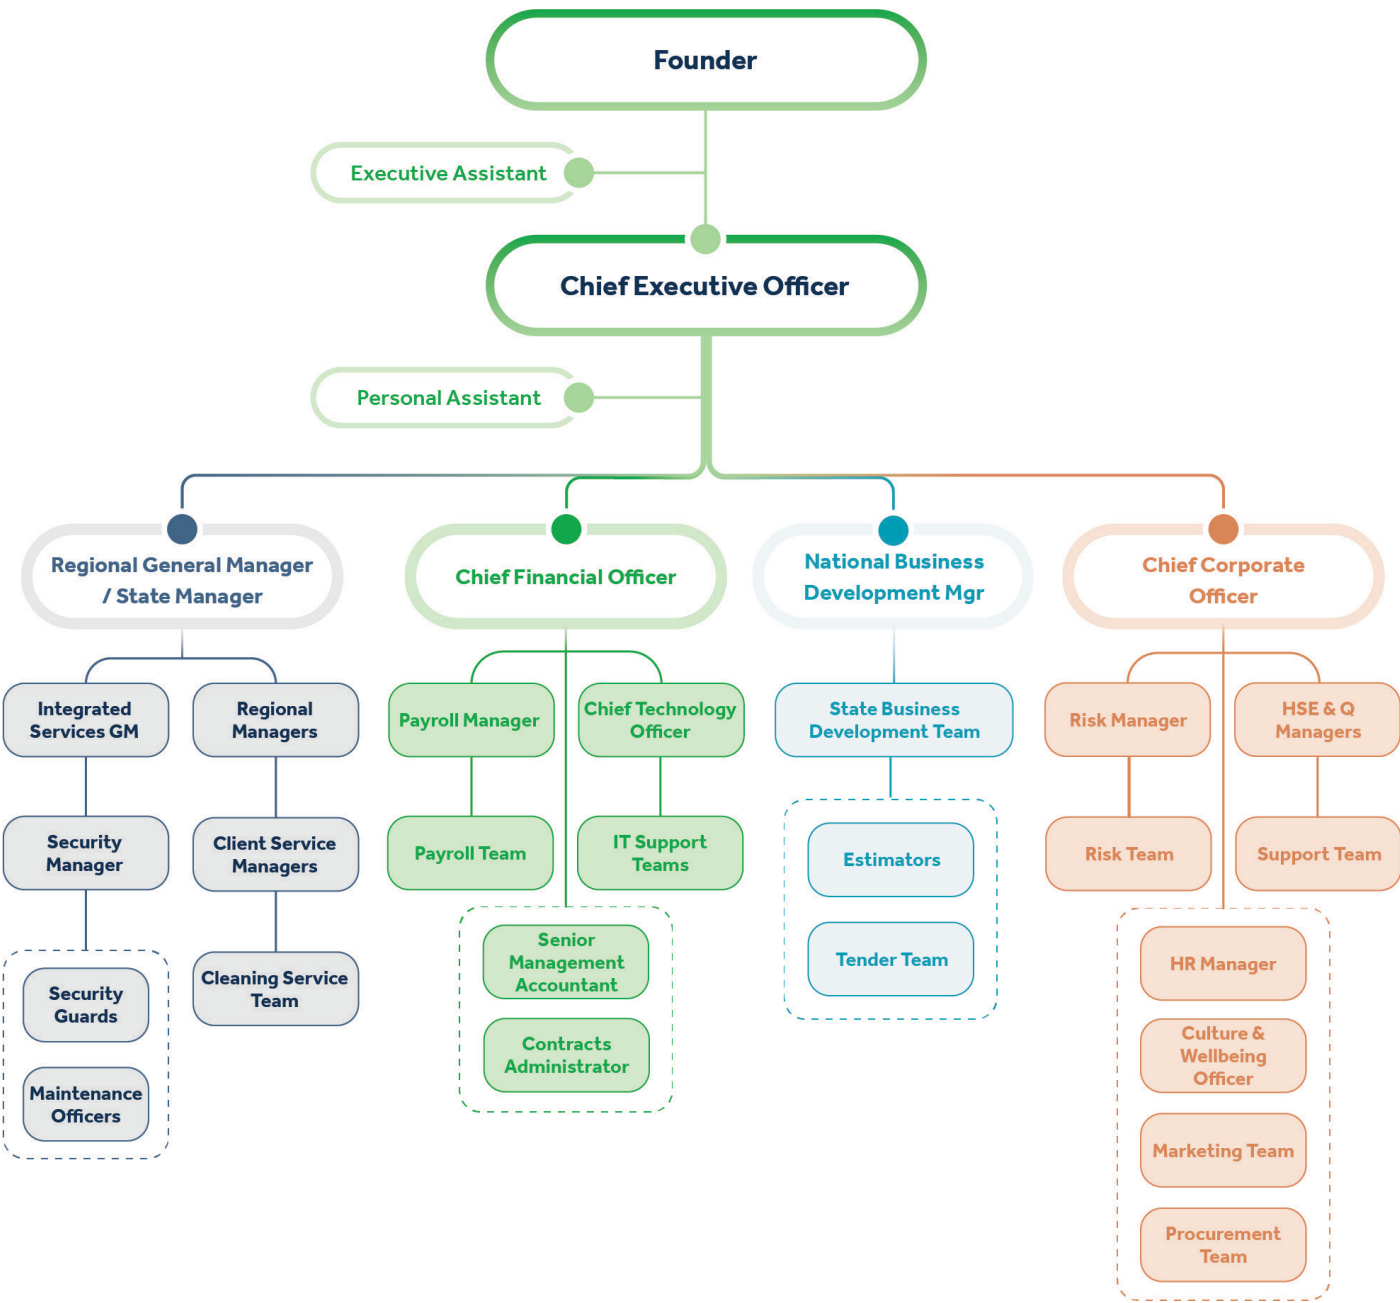 Founder
Executive Assistant
Chief Executive Officer
Personal Assistant
Regional General Manager
/ State Manager
Chief Financial Officer
National Business
Development Mgr
Chief Corporate
Officer
Integrated
Services GM
Regional
Managers
Payroll Manager
Chief Technology
Officer
State Business
Development Team
Risk Manager
HSE & Q
Managers
Security
Manager
Client Service
Managers
Payroll Team
IT Support
Teams
Estimators
Risk Team
Support Team
Security
Guards
Cleaning Service
Team
Senior
Management
Accountant
Tender Team
HR Manager
Maintenance
Officers
Contracts
Administrator
Culture &
Wellbeing
Officer
Marketing Team
Procurement
Team